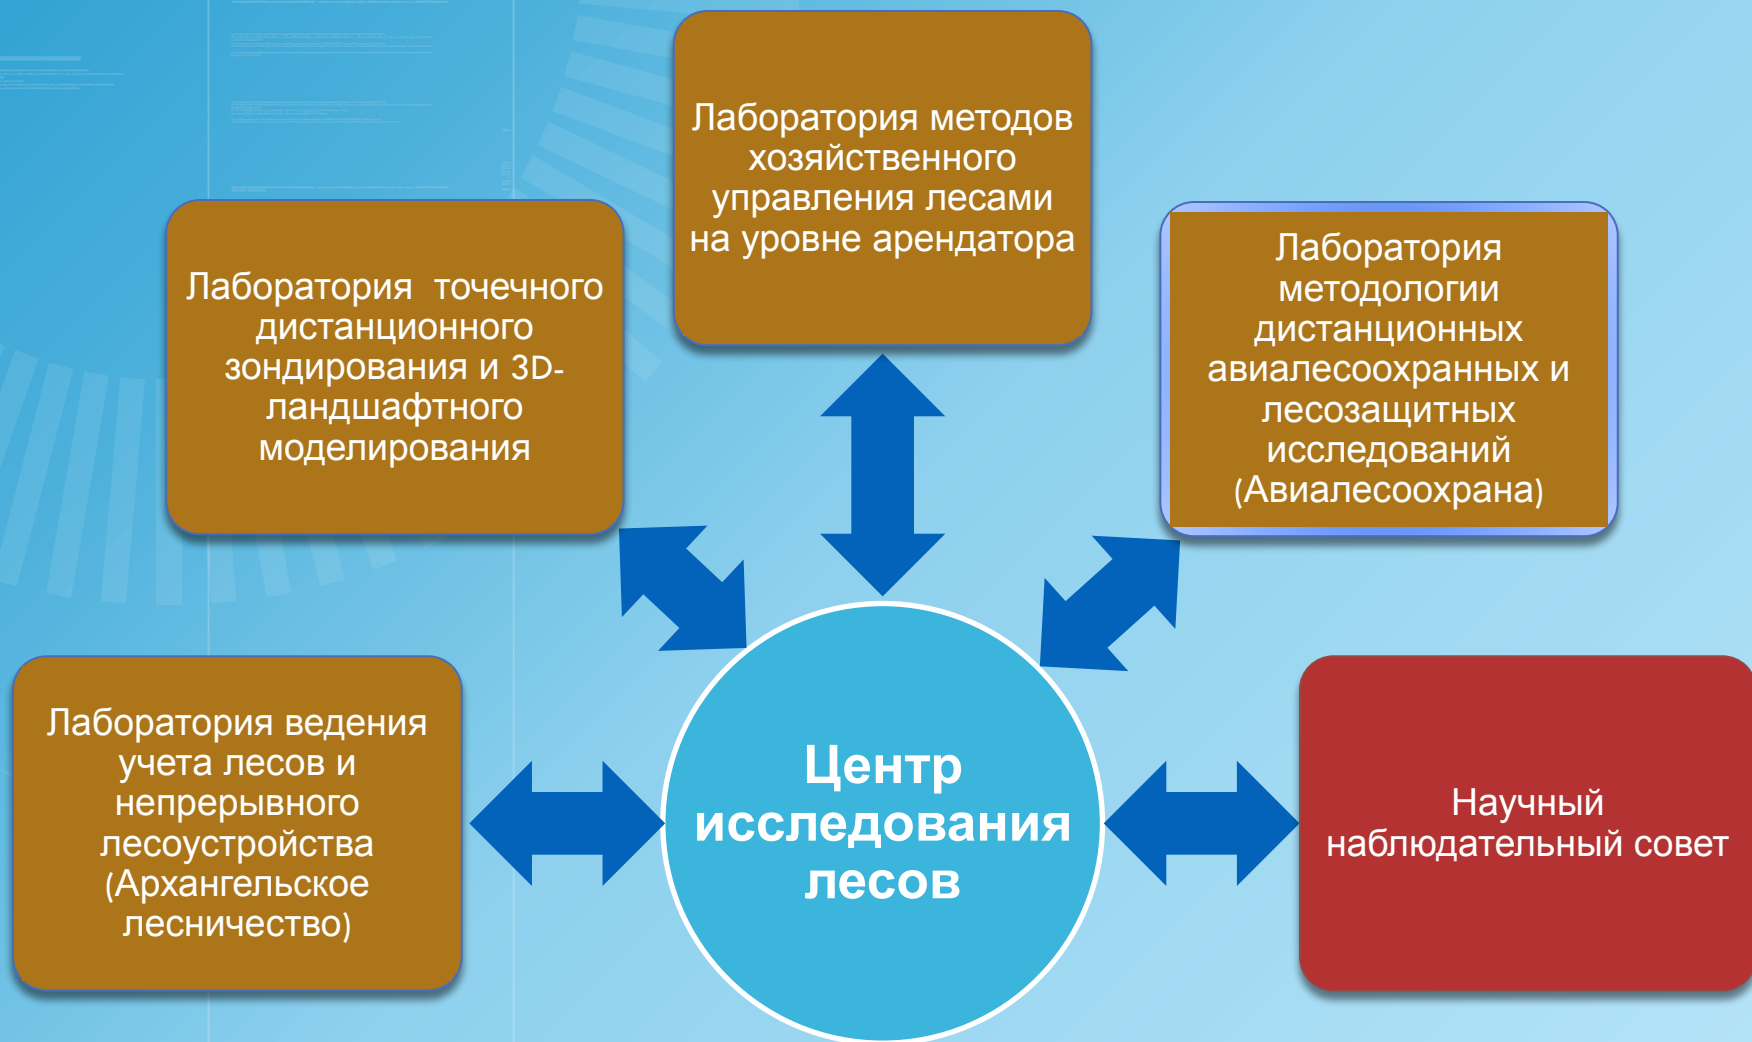 Лаборатория методов
хозяйственного
управления лесами
на уровне арендатора
Лаборатория точечного
дистанционного
зондирования и 3D-
ландшафтного
моделирования
Лаборатория
методологии
дистанционных
авиалесоохранных и
лесозащитных
исследований
(Авиалесоохрана)
Лаборатория ведения
учета лесов и
непрерывного
лесоустройства
(Архангельское
лесничество)
Центр
исследования
лесов
Научный
наблюдательный совет